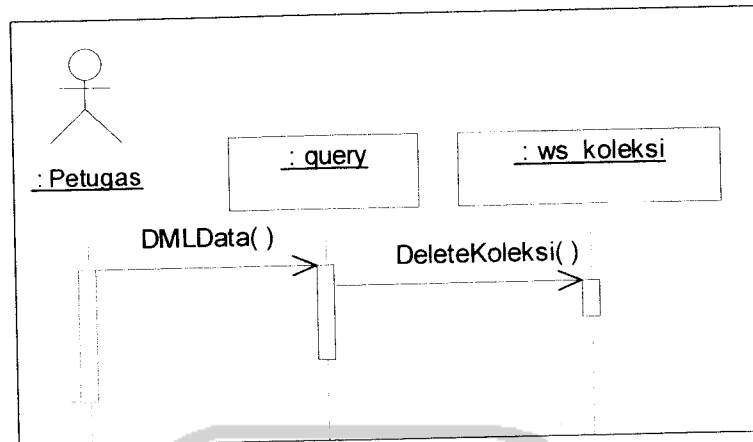 : Petugas
: query
: ws_koleksi
DMLData( )
DeleteKoleksi( )